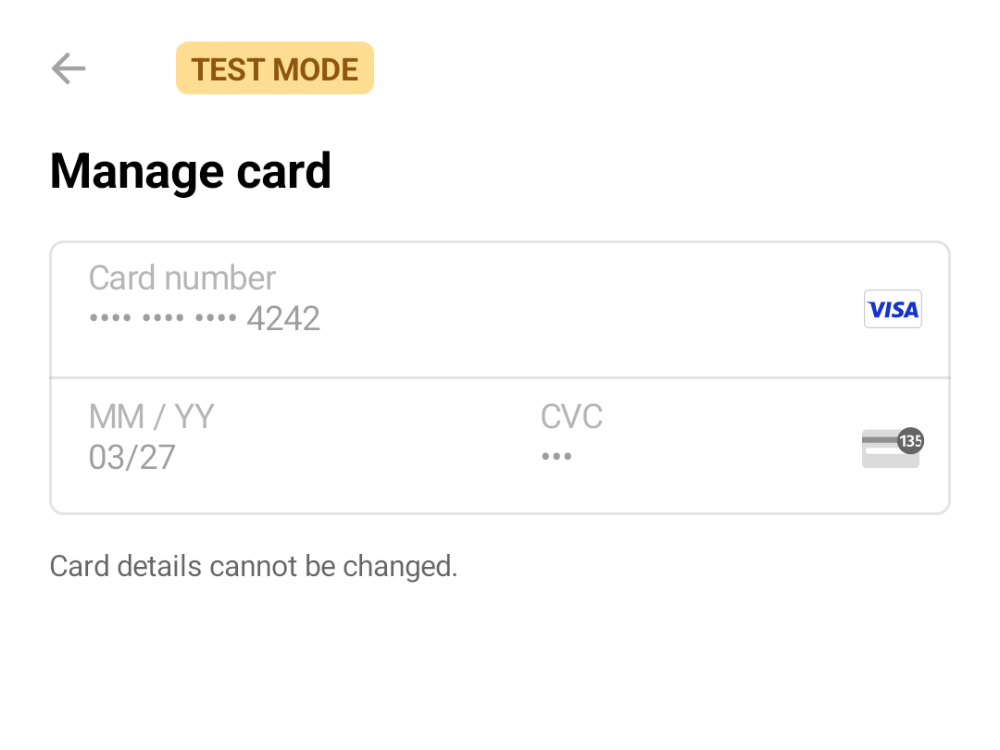 TEST MODE
Manage card
Card number
•••• •••• •••• 4242
VISA
MM / YY
03/27
CVC
•••
135
Card details cannot be changed.